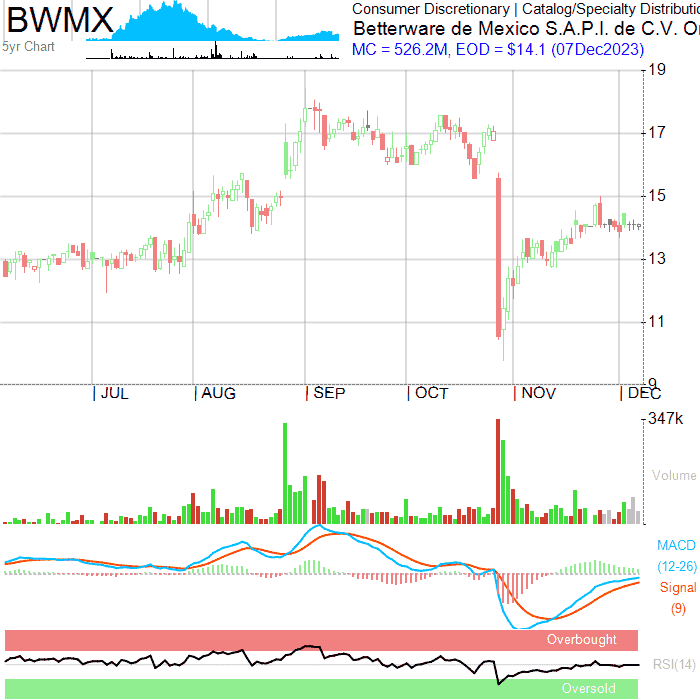 BWMX
5yr Chart
Consumer Discretionary | Catalog/Specialty Distributio
Betterware de Mexico S.A.P.I. de C.V. Or
MC = 526.2M, EOD = $14.1 (07Dec2023)
19
17
15
13
11
9
| JUL | AUG | SEP | OCT | NOV | DEC
347k
Volume
MACD
(12-26)
Signal
(9)
Overbought
RSI(14)
Oversold